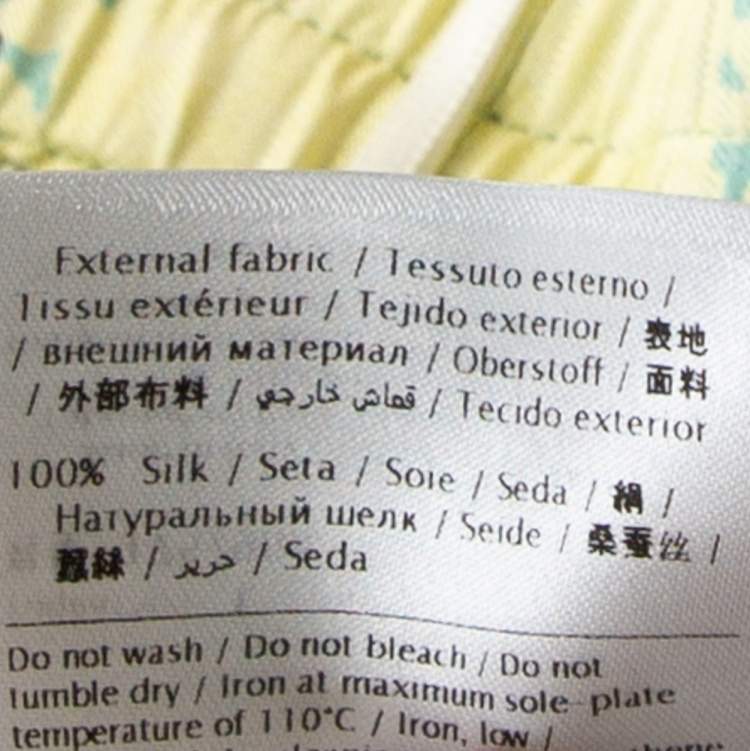 External fabric / Tessuto esterno /
Tissu extérieur / Tejido exterior / 表地
/ внешний материал / Oberstoff / 面料
/ 外部布料 / قماش خارجي / Tecido exterior
100% Silk / Seta / Soie / Seda / 絹 /
Натуральный шелк / Seide / 桑蚕丝 /
蠶絲 / حرير / Seda
Do not wash / Do not bleach / Do not
tumble dry / Iron at maximum sole-plate
temperature of 110°C / Iron, low /